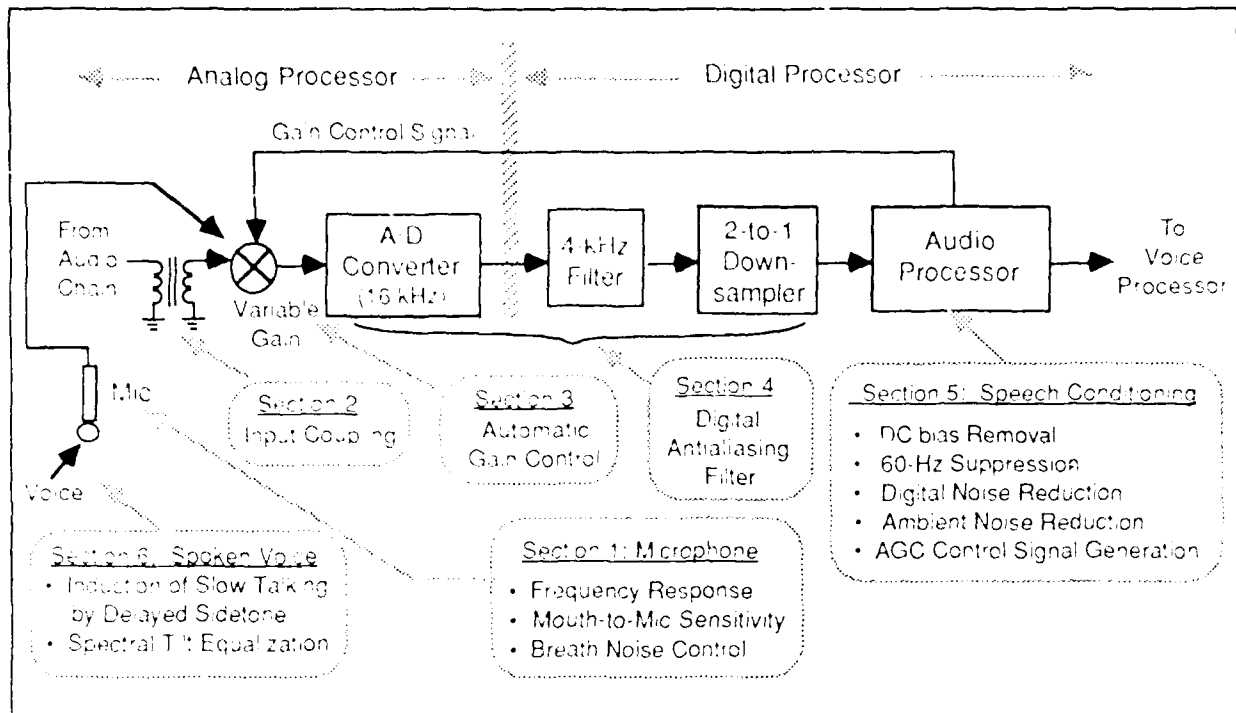 Analog Processor
Digital Processor
Gain Control Signal
From
Audio
Chain
Variable
Gain
A-D
Converter
(16 kHz)
4-kHz
Filter
2-to-1
Down-
sampler
Audio
Processor
To
Voice
Processor
Mic
Voice
Section 2
Input Coupling
Section 3
Automatic
Gain Control
Section 4
Digital
Antialiasing
Filter
Section 5: Speech Conditioning
• DC bias Removal
• 60-Hz Suppression
• Digital Noise Reduction
• Ambient Noise Reduction
• AGC Control Signal Generation
Section 6: Spoken Voice
• Induction of Slow Talking
by Delayed Sidetone
• Spectral Tilt Equalization
Section 1: Microphone
• Frequency Response
• Mouth-to-Mic Sensitivity
• Breath Noise Control